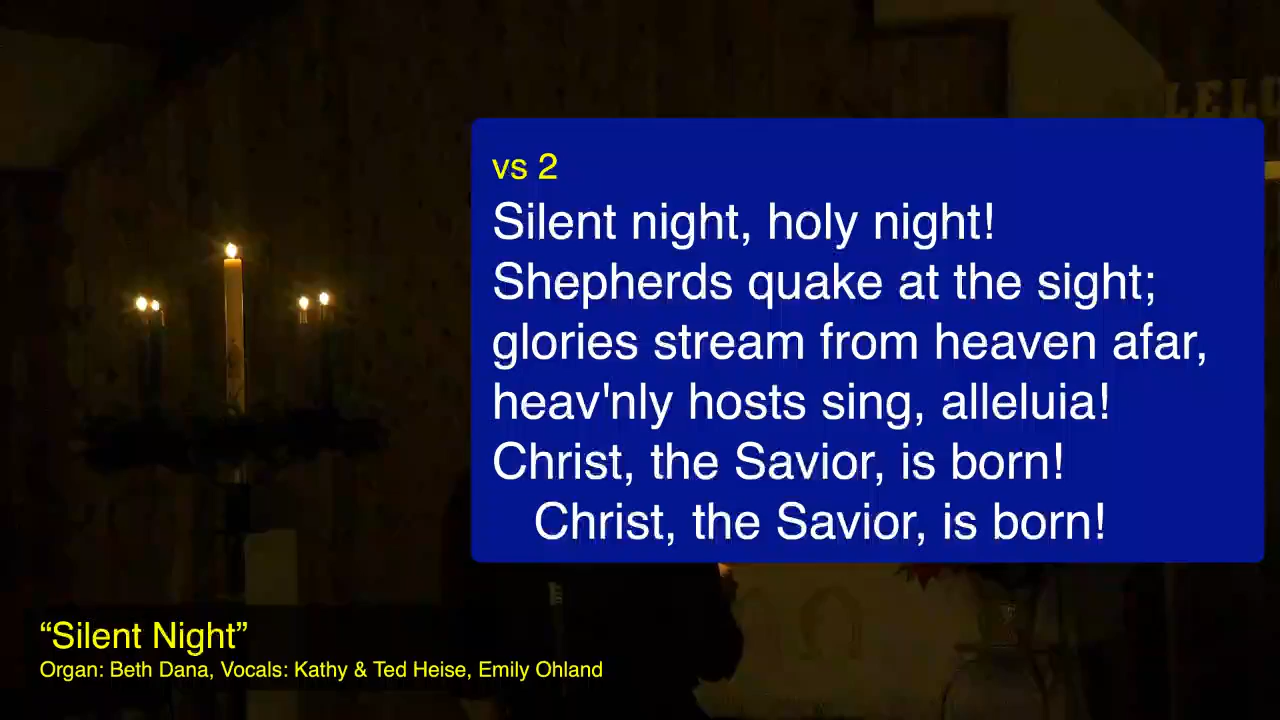 vs 2
Silent night, holy night!
Shepherds quake at the sight;
glories stream from heaven afar,
heav'nly hosts sing, alleluia!
Christ, the Savior, is born!
Christ, the Savior, is born!
“Silent Night”
Organ: Beth Dana, Vocals: Kathy & Ted Heise, Emily Ohland